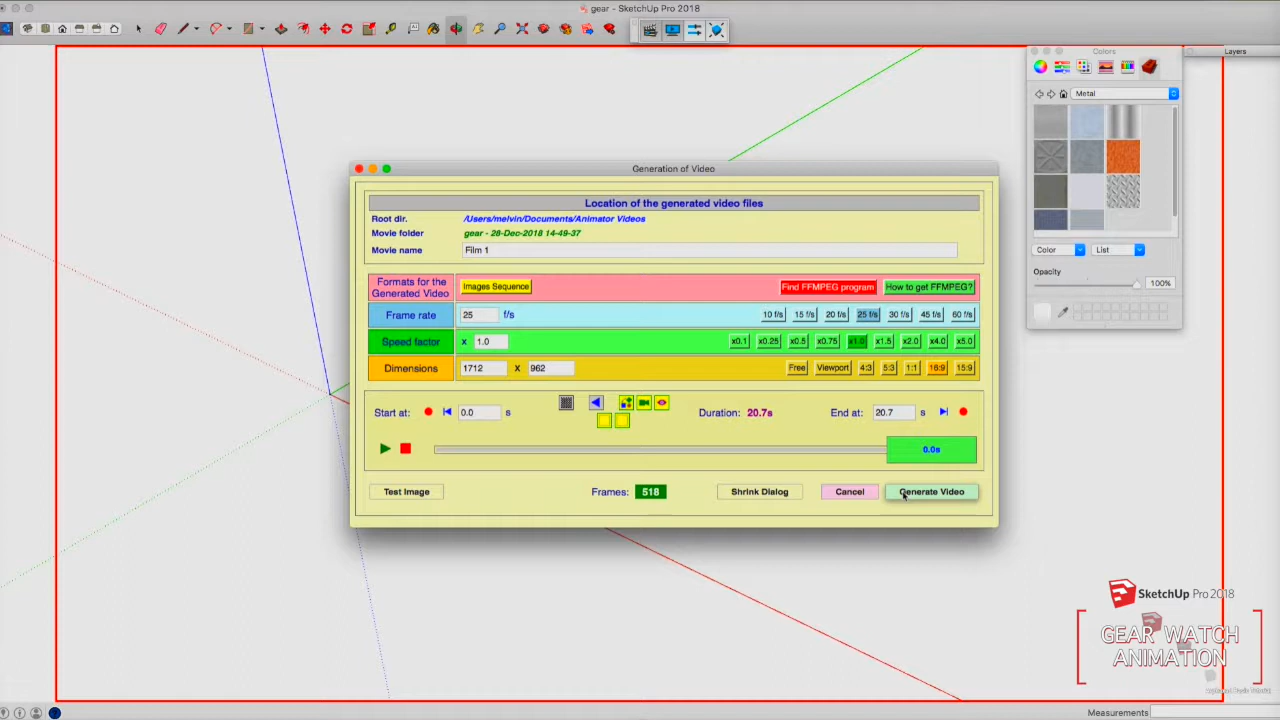 gear - SketchUp Pro 2018
Colors
Layers
Metal
Color
List
Opacity
100%
Generation of Video
Location of the generated video files
Root dir.
/Users/melvin/Documents/Animator Videos
Movie folder
gear - 28-Dec-2018 14-49-37
Movie name
Film 1
Formats for the
Generated Video
Images Sequence
Find FFMPEG program
How to get FFMPEG?
Frame rate
25
f/s
10 f/s
15 f/s
20 f/s
25 f/s
30 f/s
45 f/s
60 f/s
Speed factor
x
1.0
x0.1
x0.25
x0.5
x0.75
x1.0
x1.5
x2.0
x4.0
x5.0
Dimensions
1712
X
962
Free
Viewport
4:3
5:3
1:1
16:9
15:9
Start at:
0.0
s
Duration: 20.7s
End at:
20.7
s
0.0s
Test Image
Frames: 518
Shrink Dialog
Cancel
Generate Video
SketchUp Pro 2018
GEAR WATCH
ANIMATION
Measurements